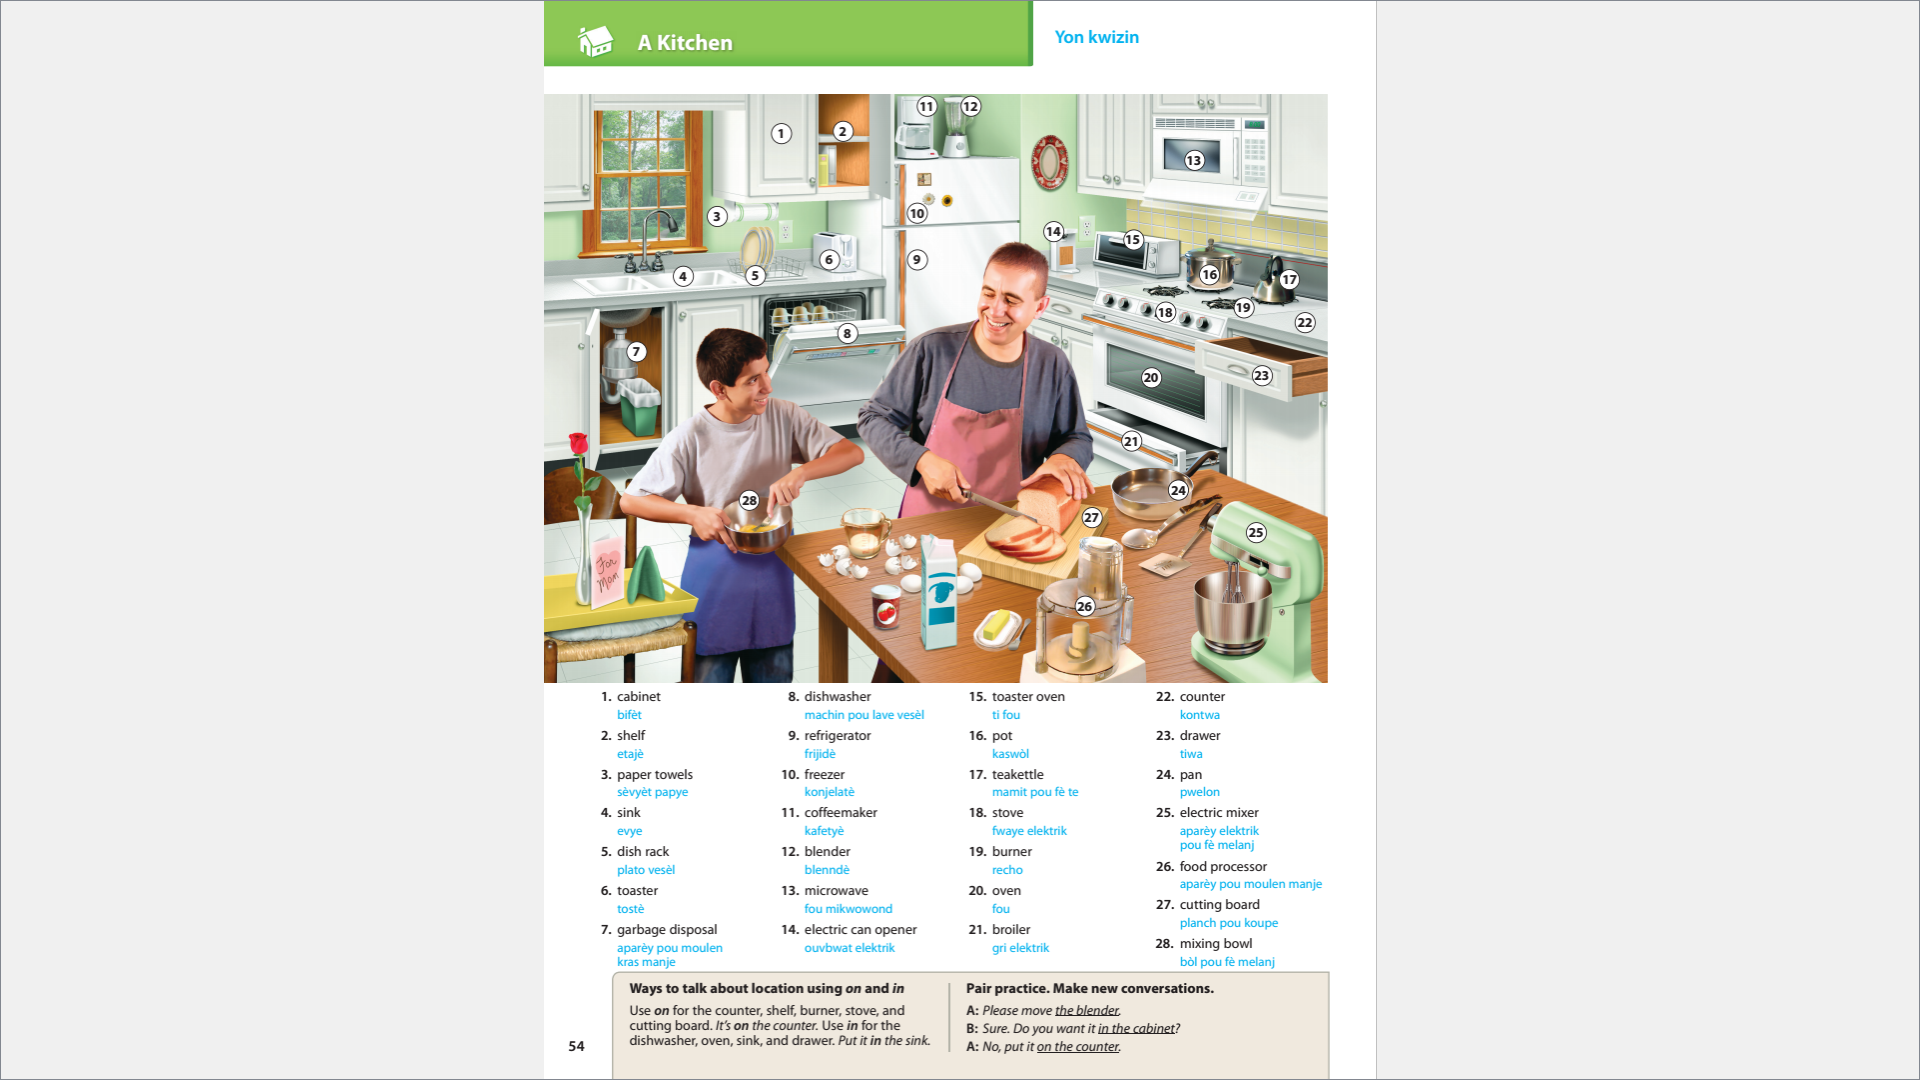 A Kitchen
Yon kwizin
1
2
3
4
5
6
7
8
9
10
11
12
13
14
15
16
17
18
19
20
21
22
23
24
25
26
27
28
For
Mom
1. cabinet
bifèt
2. shelf
etajè
3. paper towels
sèvyèt papye
4. sink
evye
5. dish rack
plato vesèl
6. toaster
tostè
7. garbage disposal
aparèy pou moulen
kras manje
8. dishwasher
machin pou lave vesèl
9. refrigerator
frijidè
10. freezer
konjelatè
11. coffeemaker
kafetyè
12. blender
blenndè
13. microwave
fou mikwowond
14. electric can opener
ouvbwat elektrik
15. toaster oven
ti fou
16. pot
kaswòl
17. teakettle
mamit pou fè te
18. stove
fwaye elektrik
19. burner
recho
20. oven
fou
21. broiler
gri elektrik
22. counter
kontwa
23. drawer
tiwa
24. pan
pwelon
25. electric mixer
aparèy elektrik
pou fè melanj
26. food processor
aparèy pou moulen manje
27. cutting board
planch pou koupe
28. mixing bowl
bòl pou fè melanj
Ways to talk about location using on and in
Use on for the counter, shelf, burner, stove, and
cutting board. It's on the counter. Use in for the
dishwasher, oven, sink, and drawer. Put it in the sink.
Pair practice. Make new conversations.
A: Please move the blender.
B: Sure. Do you want it in the cabinet?
A: No, put it on the counter.
54